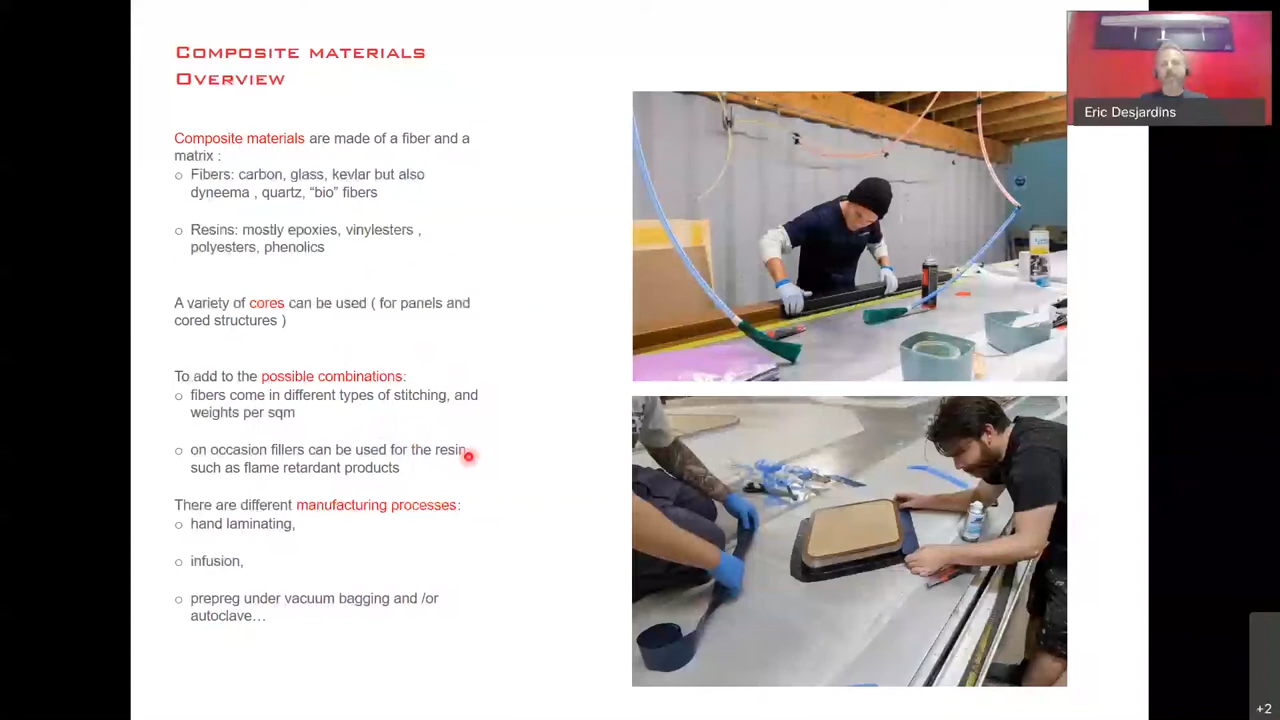 COMPOSITE MATERIALS
OVERVIEW
Composite materials are made of a fiber and a
matrix :
○ Fibers: carbon, glass, kevlar but also
dyneema , quartz, “bio” fibers
○ Resins: mostly epoxies, vinylesters ,
polyesters, phenolics
A variety of cores can be used ( for panels and
cored structures )
To add to the possible combinations:
○ fibers come in different types of stitching, and
weights per sqm
○ on occasion fillers can be used for the resin
such as flame retardant products
There are different manufacturing processes:
○ hand laminating,
○ infusion,
○ prepreg under vacuum bagging and /or
autoclave…
Eric Desjardins
+2